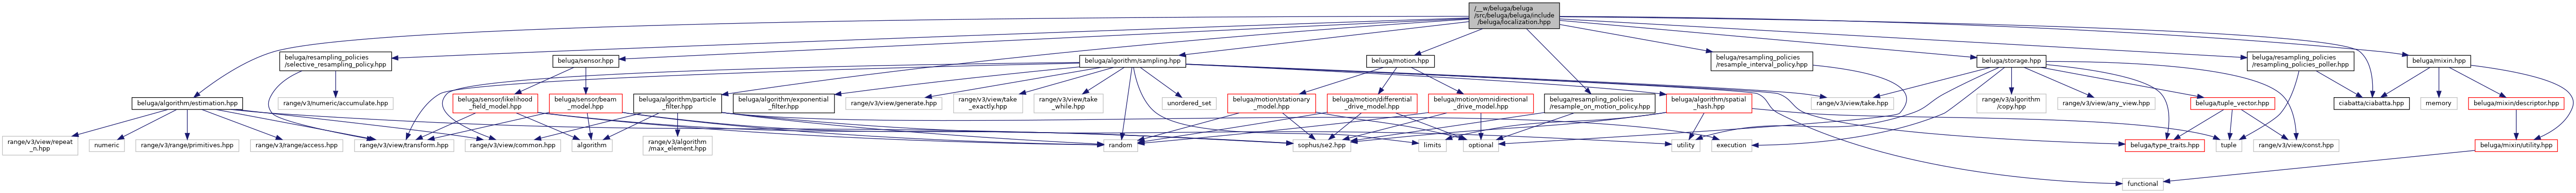 /__w/beluga/beluga
/src/beluga/beluga/include
/beluga/localization.hpp
beluga/resampling_policies
/selective_resampling_policy.hpp
beluga/sensor.hpp
beluga/algorithm/sampling.hpp
beluga/motion.hpp
beluga/resampling_policies
/resample_interval_policy.hpp
beluga/storage.hpp
beluga/resampling_policies
/resampling_policies_poller.hpp
beluga/mixin.hpp
beluga/algorithm/estimation.hpp
range/v3/numeric/accumulate.hpp
beluga/sensor/likelihood
_field_model.hpp
beluga/sensor/beam
_model.hpp
beluga/algorithm/particle
_filter.hpp
beluga/algorithm/exponential
_filter.hpp
range/v3/view/generate.hpp
range/v3/view/take
_exactly.hpp
range/v3/view/take
_while.hpp
unordered_set
beluga/motion/stationary
_model.hpp
beluga/motion/differential
_drive_model.hpp
beluga/motion/omnidirectional
_drive_model.hpp
beluga/resampling_policies
/resample_on_motion_policy.hpp
beluga/algorithm/spatial
_hash.hpp
range/v3/view/take.hpp
range/v3/algorithm
/copy.hpp
range/v3/view/any_view.hpp
beluga/tuple_vector.hpp
ciabatta/ciabatta.hpp
memory
beluga/mixin/descriptor.hpp
range/v3/view/repeat
_n.hpp
numeric
range/v3/range/primitives.hpp
range/v3/range/access.hpp
range/v3/view/transform.hpp
range/v3/view/common.hpp
algorithm
range/v3/algorithm
/max_element.hpp
random
sophus/se2.hpp
limits
optional
utility
execution
beluga/type_traits.hpp
tuple
range/v3/view/const.hpp
beluga/mixin/utility.hpp
functional